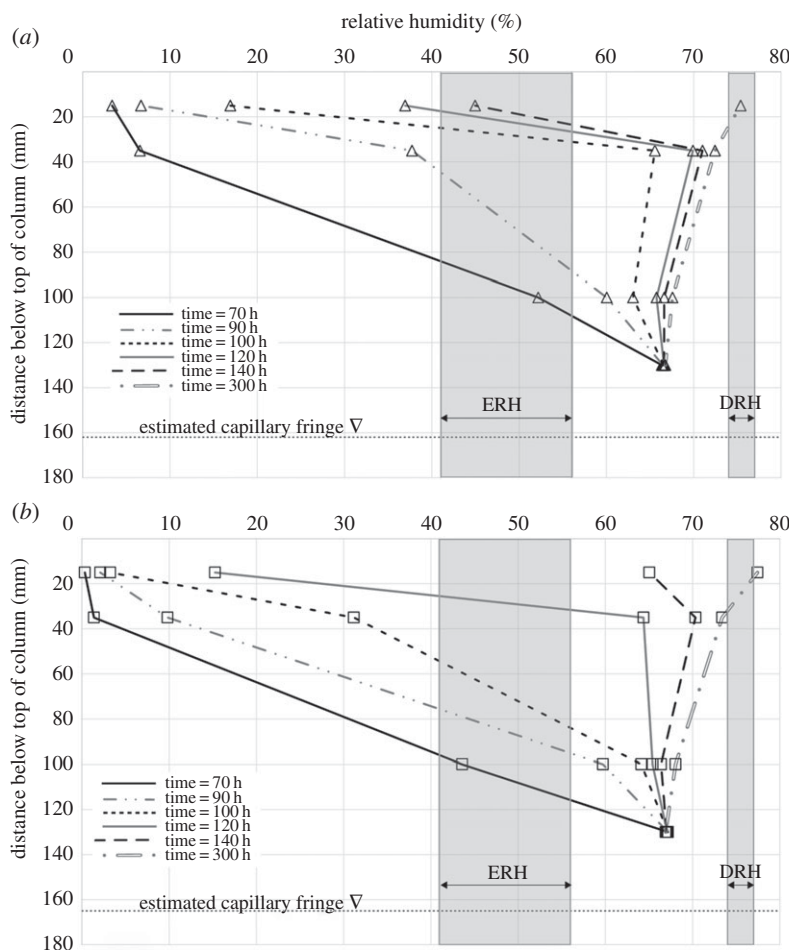 relative humidity (%)
(a)
0 10 20 30 40 50 60 70 80
distance below top of column (mm)
20
40
60
80
100
120
140
160
180
time = 70 h
time = 90 h
time = 100 h
time = 120 h
time = 140 h
time = 300 h
ERH
DRH
estimated capillary fringe ∇
(b)
0 10 20 30 40 50 60 70 80
distance below top of column (mm)
20
40
60
80
100
120
140
160
180
time = 70 h
time = 90 h
time = 100 h
time = 120 h
time = 140 h
time = 300 h
ERH
DRH
estimated capillary fringe ∇